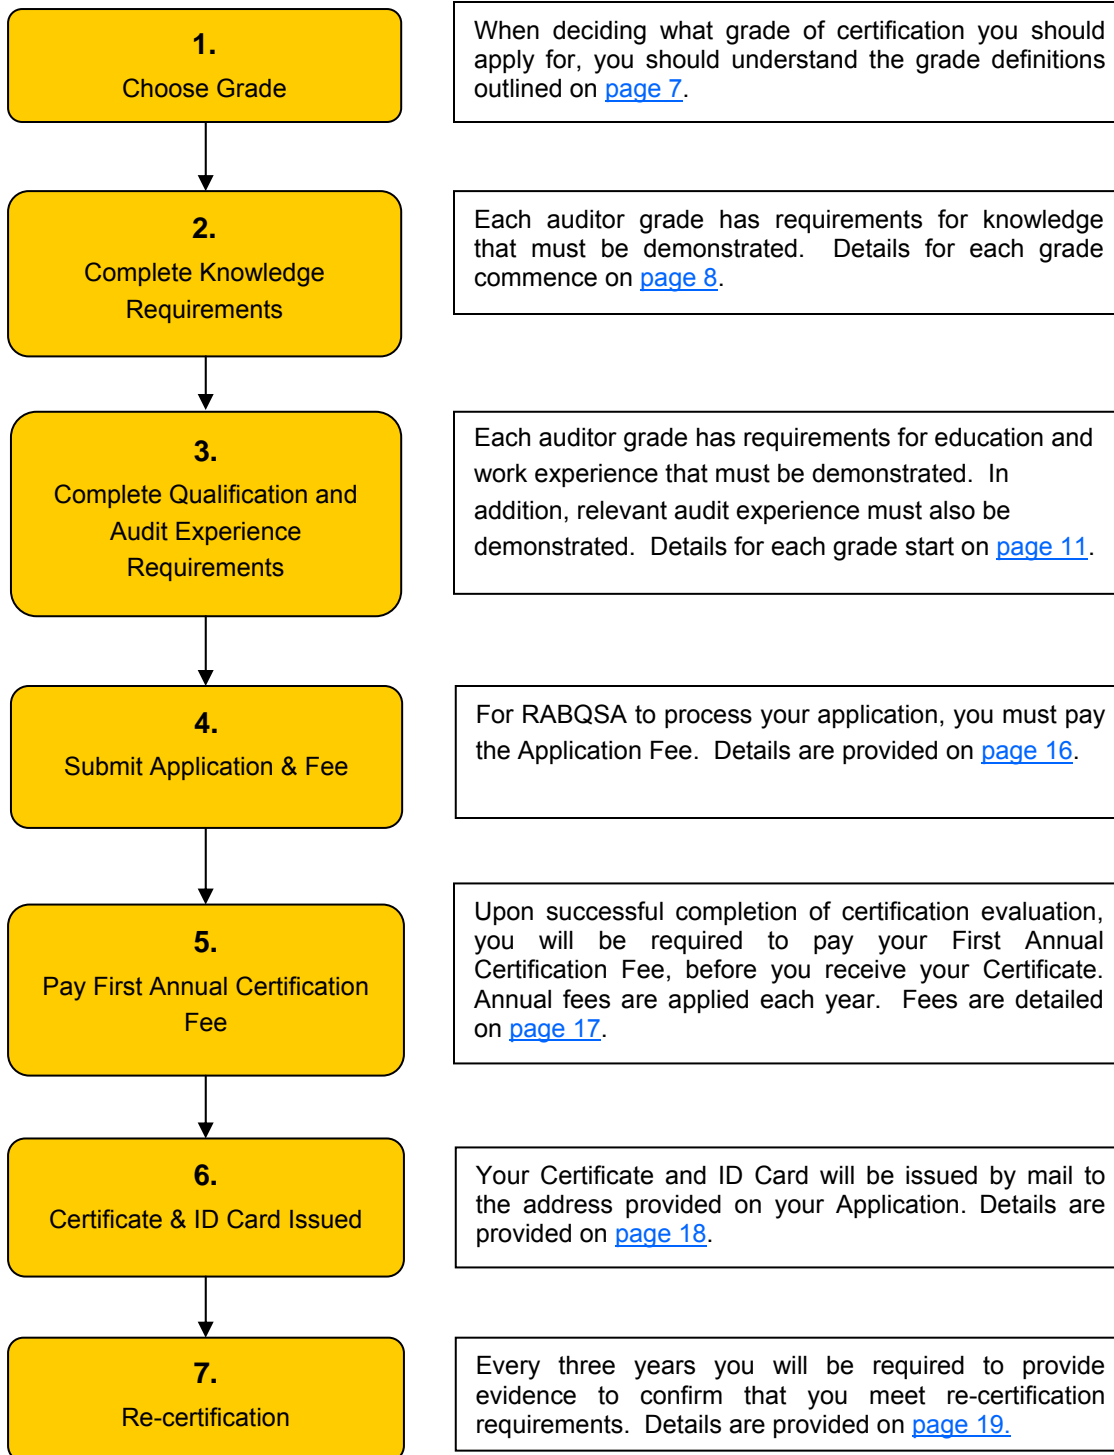 1.
Choose Grade
When deciding what grade of certification you should
apply for, you should understand the grade definitions
outlined on page 7.
2.
Complete Knowledge
Requirements
Each auditor grade has requirements for knowledge
that must be demonstrated. Details for each grade
commence on page 8.
3.
Complete Qualification and
Audit Experience
Requirements
Each auditor grade has requirements for education and
work experience that must be demonstrated. In
addition, relevant audit experience must also be
demonstrated. Details for each grade start on page 11.
4.
Submit Application & Fee
For RABQSA to process your application, you must pay
the Application Fee. Details are provided on page 16.
5.
Pay First Annual Certification
Fee
Upon successful completion of certification evaluation,
you will be required to pay your First Annual
Certification Fee, before you receive your Certificate.
Annual fees are applied each year. Fees are detailed
on page 17.
6.
Certificate & ID Card Issued
Your Certificate and ID Card will be issued by mail to
the address provided on your Application. Details are
provided on page 18.
7.
Re-certification
Every three years you will be required to provide
evidence to confirm that you meet re-certification
requirements. Details are provided on page 19.